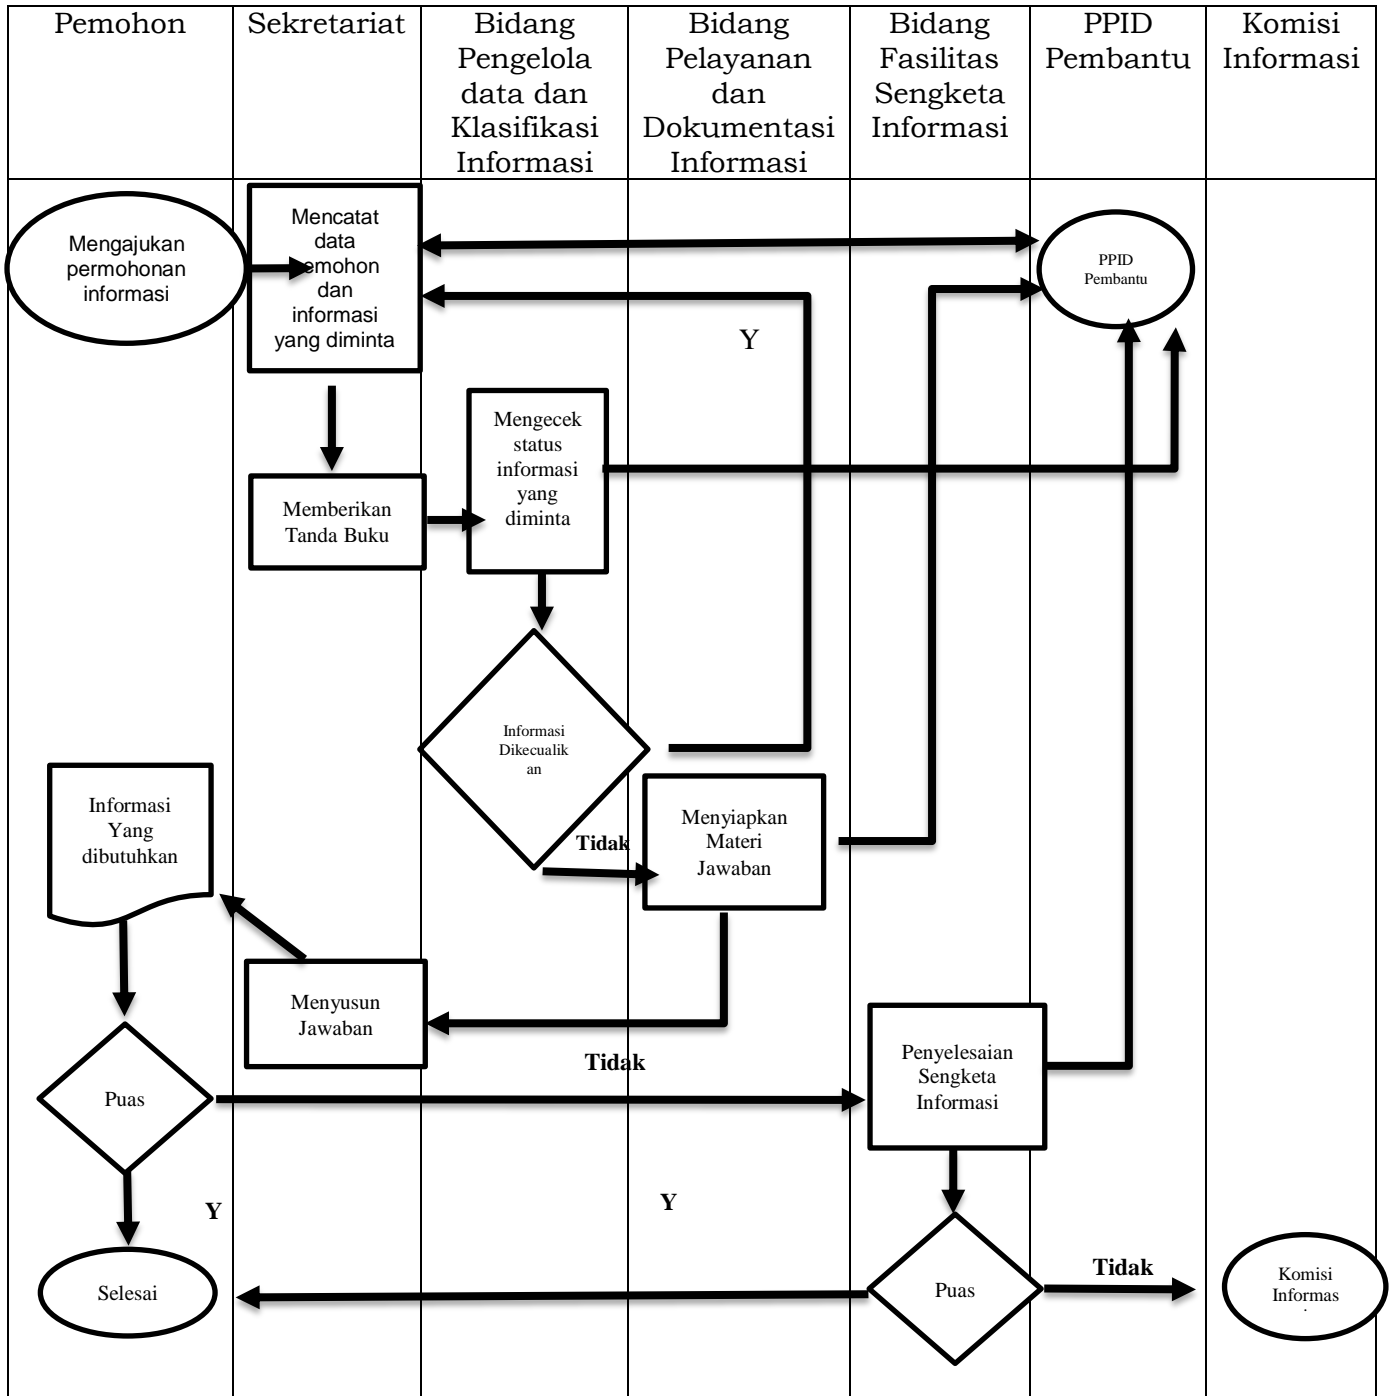 Pemohon
Sekretariat
Bidang
Pengelola
data dan
Klasifikasi
Informasi
Bidang
Pelayanan
dan
Dokumentasi
Informasi
Bidang
Fasilitas
Sengketa
Informasi
PPID
Pembantu
Komisi
Informasi
Mengajukan
permohonan
informasi
Mencatat
data
emohon
dan
informasi
yang diminta
PPID
Pembantu
Y
Mengecek
status
informasi
yang
diminta
Memberikan
Tanda Buku
Informasi
Dikecualik
an
Informasi
Yang
dibutuhkan
Tidak
Menyiapkan
Materi
Jawaban
Menyusun
Jawaban
Tidak
Penyelesaian
Sengketa
Informasi
Puas
Y
Y
Selesai
Puas
Tidak
Komisi
Informas